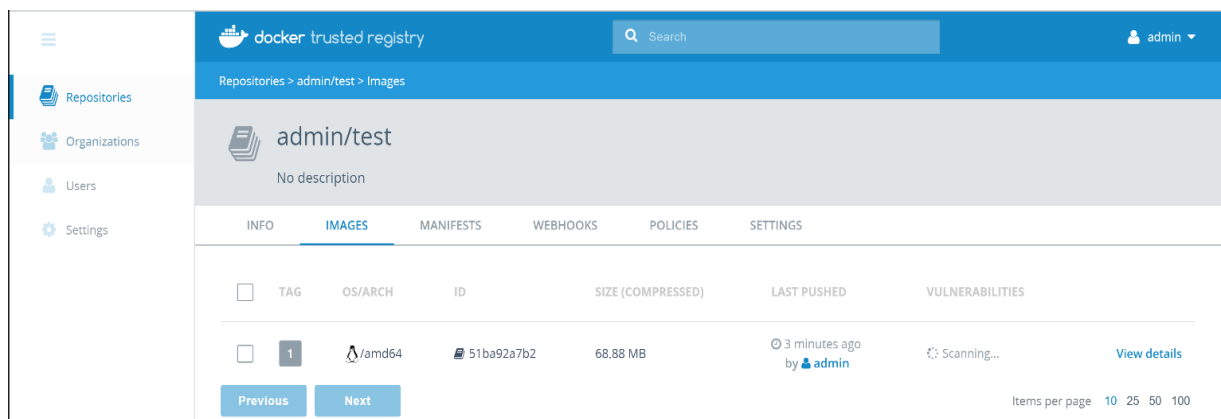 docker trusted registry
Search
admin
Repositories > admin/test > Images
Repositories
Organizations
Users
Settings
admin/test
No description
INFO IMAGES MANIFESTS WEBHOOKS POLICIES SETTINGS
TAG OS/ARCH ID SIZE (COMPRESSED) LAST PUSHED VULNERABILITIES
1 /amd64 51ba92a7b2 68,88 MB 3 minutes ago by admin Scanning... View details
Previous Next Items per page 10 25 50 100